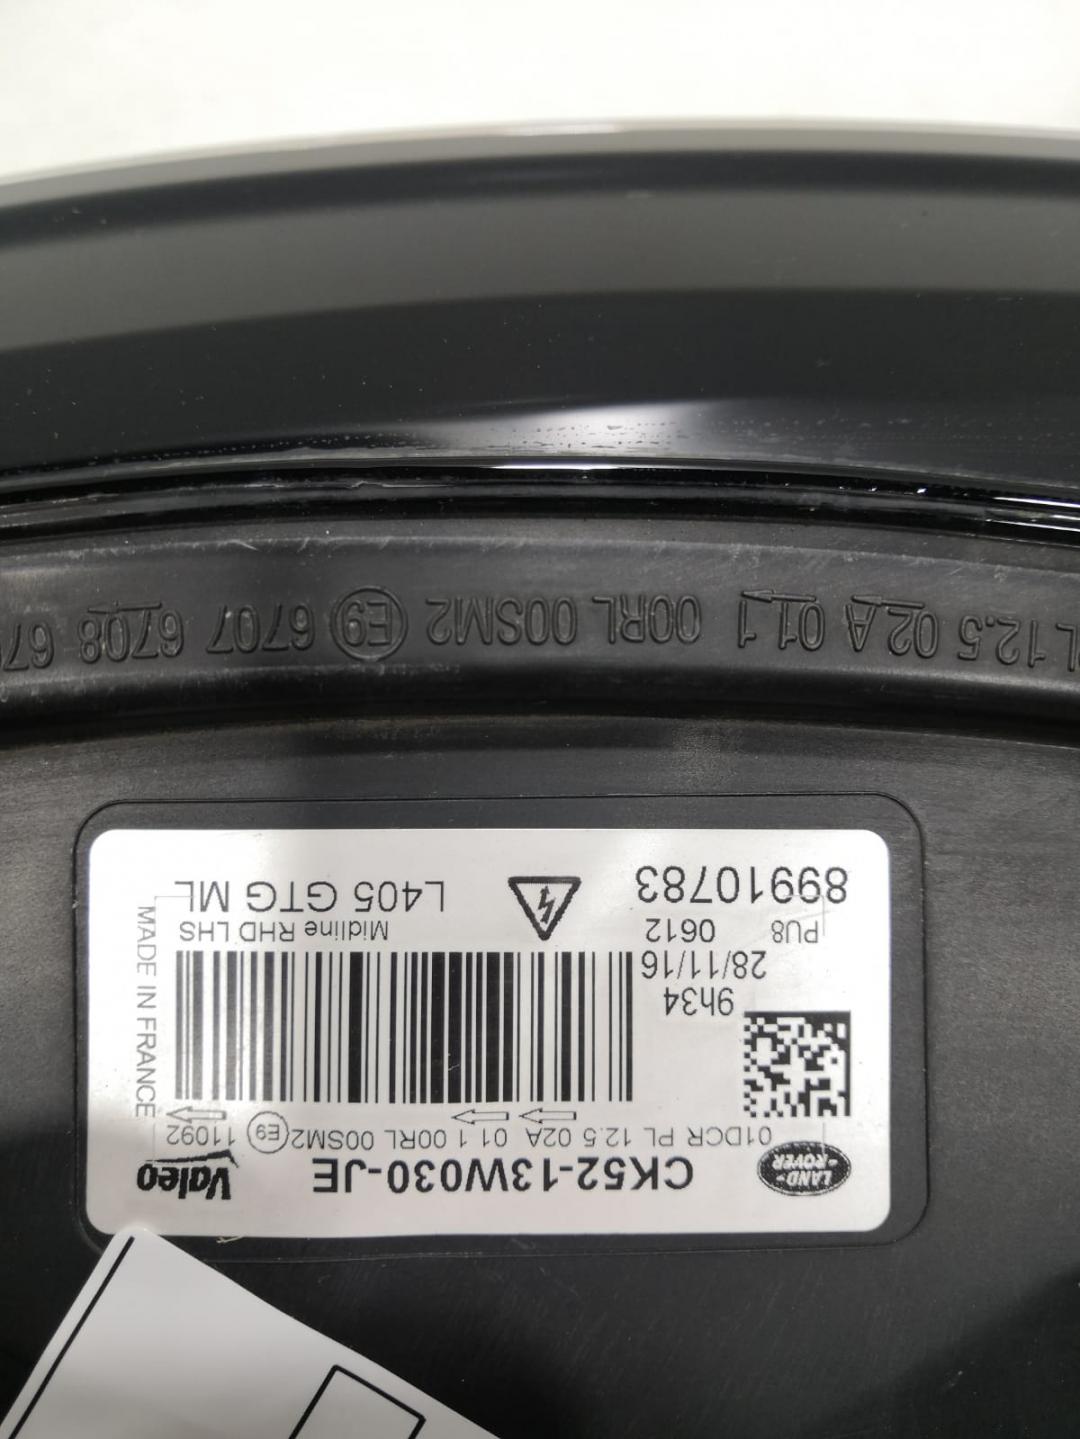 LAND-
-ROVER
CK52-13W030-JE
Valeo
01DCR PL 12.5 02A 01 1 00RL 00SM2 E9 11092
9h34
28/11/16
PU8 0612
Midline RHD LHS
89910783
L405 GTG ML
MADE IN FRANCE
PL12.5 02A 01.1 00RL 00SM2 E9 6707 6708